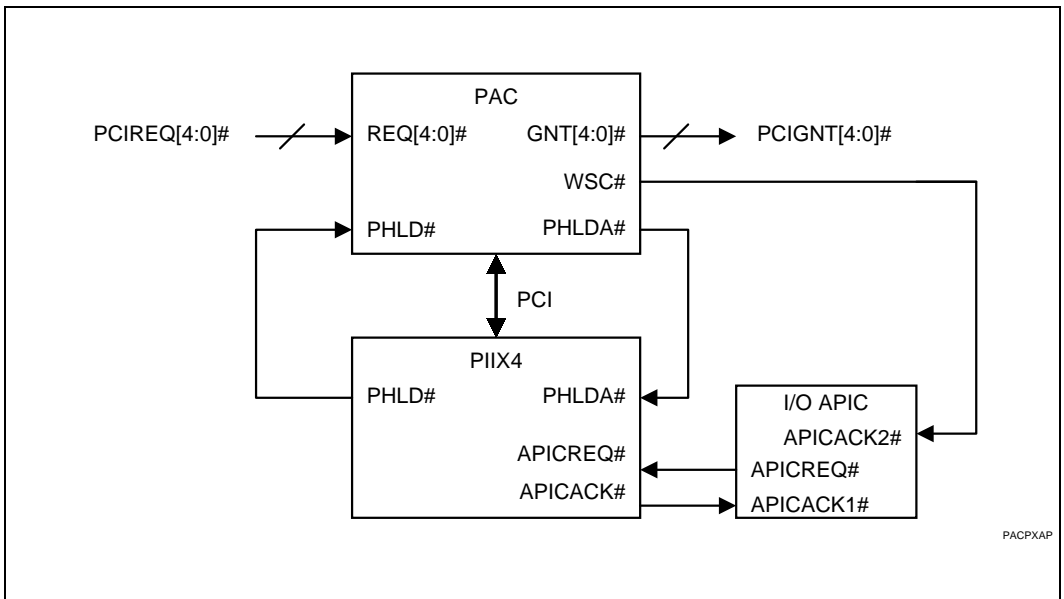 PAC
PCIREQ[4:0]# REQ[4:0]# GNT[4:0]# PCIGNT[4:0]#
WSC#
PHLD# PHLDA#
PCI
PIIX4
PHLD# PHLDA#
I/O APIC
APICACK2#
APICREQ# APICREQ#
APICACK# APICACK1#
PACPXAP